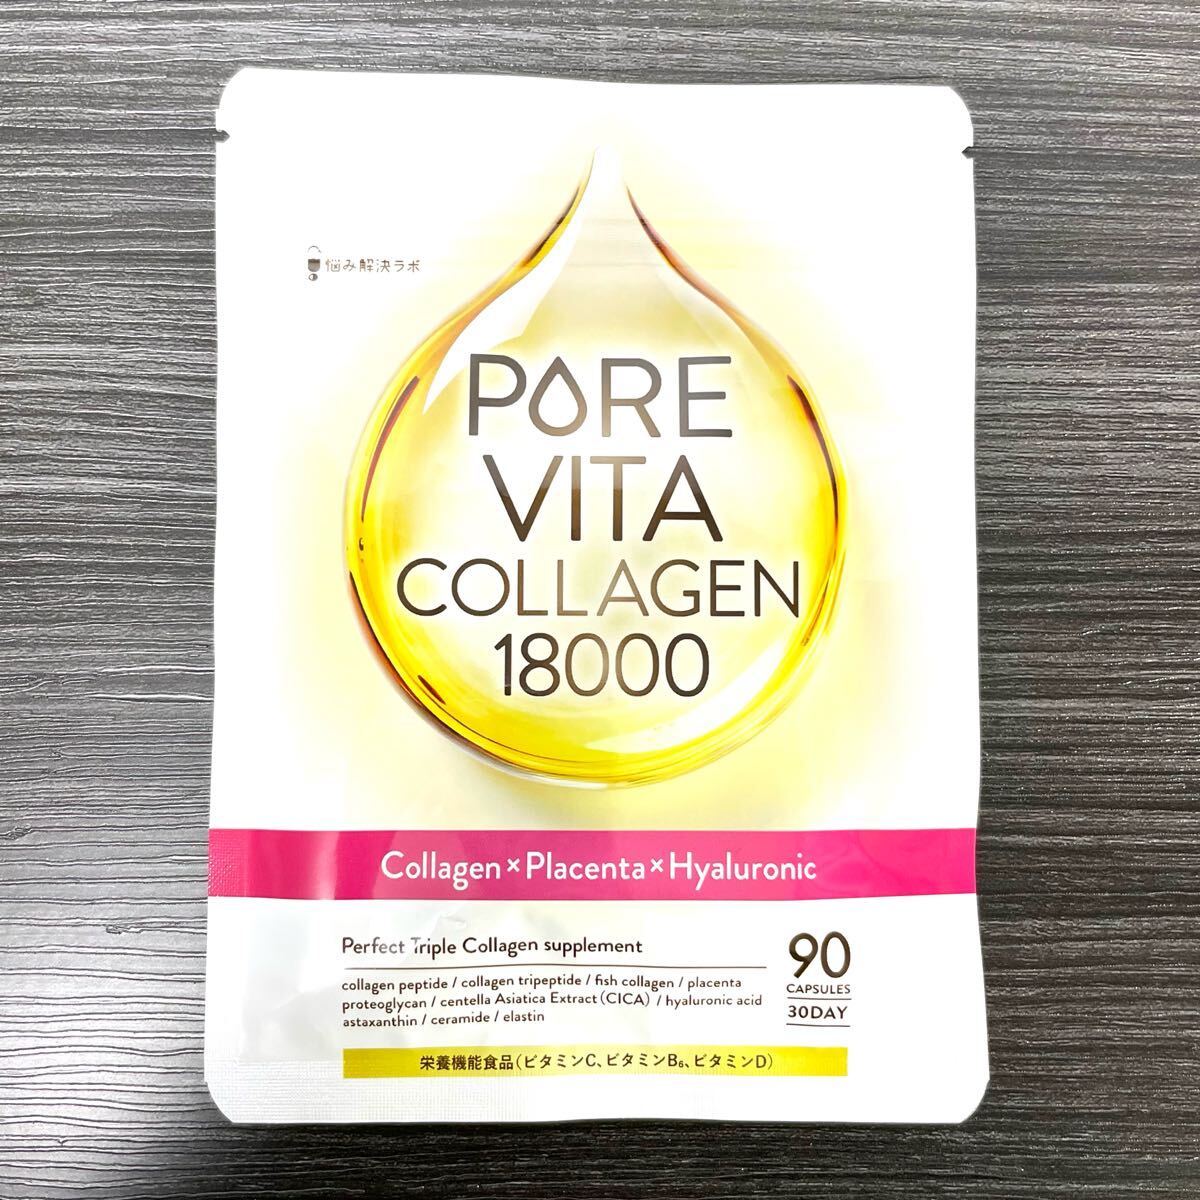 悩み解決ラボ
PORE
VITA
COLLAGEN
18000
Collagen×Placenta×Hyaluronic
Perfect Triple Collagen supplement
collagen peptide / collagen tripeptide / fish collagen / placenta
proteoglycan / centella Asiatica Extract (CICA) / hyaluronic acid
astaxanthin / ceramide / elastin
90
CAPSULES
30DAY
栄養機能食品(ビタミンC、ビタミンB₆、ビタミンD)